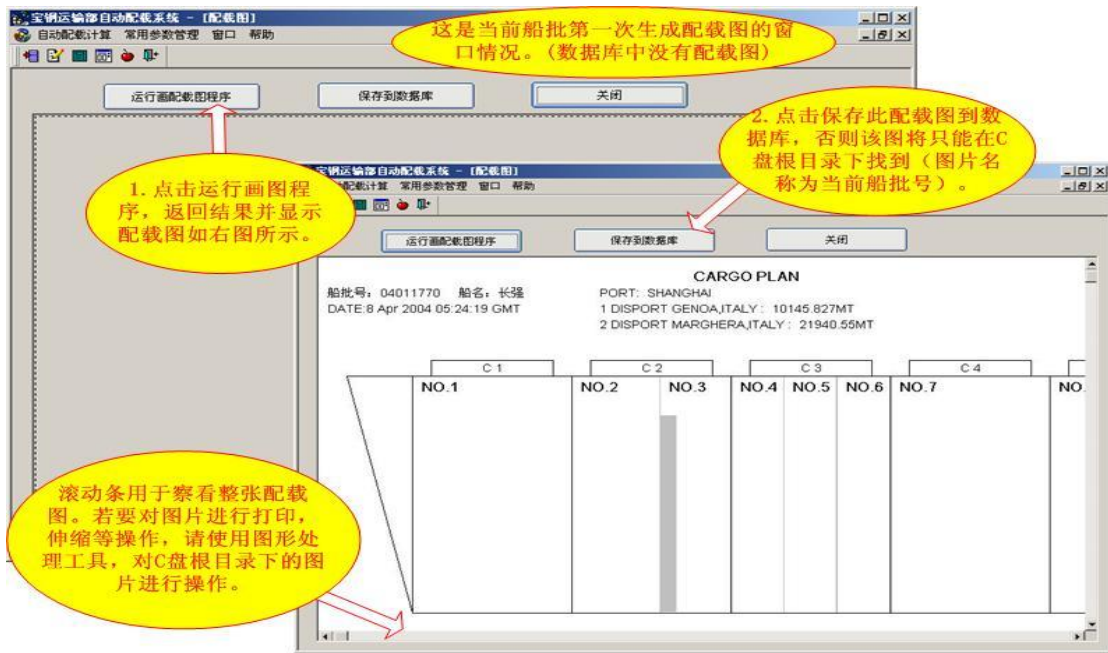 宝钢运输部自动配载系统 - [配载图]
自动配载计算 常用参数管理 窗口 帮助
这是当前船批第一次生成配载图的窗
口情况。(数据库中没有配载图)
运行画配载图程序 保存到数据库 关闭
2. 点击保存此配载图到数
据库，否则该图将只能在C
盘根目录下找到（图片名
称为当前船批号）。
1. 点击运行画图程
序，返回结果并显示
配载图如右图所示。
宝钢运输部自动配载系统 - [配载图]
动配载计算 常用参数管理 窗口 帮助
运行画配载图程序 保存到数据库 关闭
CARGO PLAN
船批号：04011770 船名：长强 PORT: SHANGHAI
DATE:8 Apr 2004 05:24:19 GMT 1 DISPORT GENOA,ITALY : 10145.827MT
2 DISPORT MARGHERA,ITALY : 21940.55MT
C 1 C 2 C 3 C 4
NO.1 NO.2 NO.3 NO.4 NO.5 NO.6 NO.7 NO.
滚动条用于察看整张配载
图。若要对图片进行打印，
伸缩等操作，请使用图形处
理工具，对C盘根目录下的图
片进行操作。